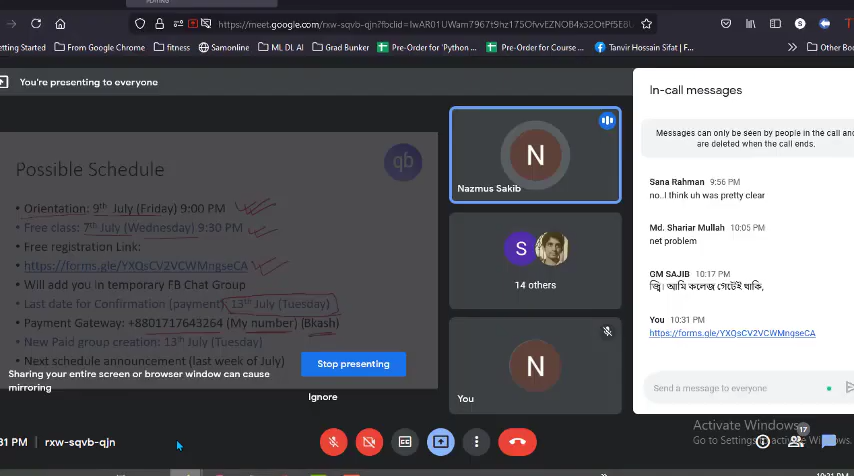 https://meet.google.com/rxw-sqvb-qjn?fbclid=IwAR01UWam7967t9hz175OfvvEZNOB4x32OtPf5E8
etting Started From Google Chrome fitness Samonline ML DL AI Grad Bunker Pre-Order for 'Python ... Pre-Order for Course ... Tanvir Hossain Sifat | F... Other Boo
You're presenting to everyone
Possible Schedule
qb
• Orientation: 9th July (Friday) 9:00 PM
• Free class: 7th July (Wednesday) 9:30 PM
• Free registration Link:
• https://forms.gle/YXQsCV2VCWMngseCA
• Will add you in temporary FB Chat Group
• Last date for Confirmation (payment): 13th July (Tuesday)
• Payment Gateway: +8801717643264 (My number) (Bkash)
• New Paid group creation: 13th July (Tuesday)
• Next schedule announcement (last week of July)
Sharing your entire screen or browser window can cause
mirroring
Stop presenting
Ignore
N
Nazmus Sakib
S
14 others
N
You
In-call messages
Messages can only be seen by people in the call and
are deleted when the call ends.
Sana Rahman 9:56 PM
no..I think uh was pretty clear
Md. Shariar Mullah 10:05 PM
net problem
GM SAJIB 10:17 PM
জ্বি। আমি কলেজ গেটেই থাকি,
You 10:31 PM
https://forms.gle/YXQsCV2VCWMngseCA
Send a message to everyone
Activate Windows
Go to Settings to activate Windows
31 PM | rxw-sqvb-qjn
17